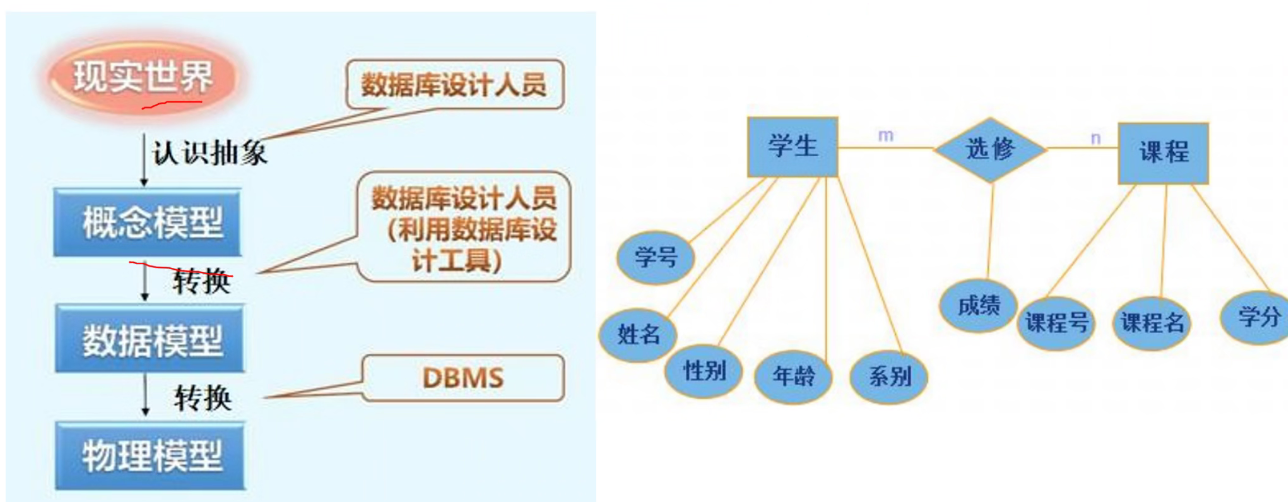 现实世界
数据库设计人员
认识抽象
概念模型
数据库设计人员
(利用数据库设
计工具)
转换
数据模型
转换
DBMS
物理模型
学生
m
选修
n
课程
学号
姓名
性别
年龄
系别
成绩
课程号
课程名
学分